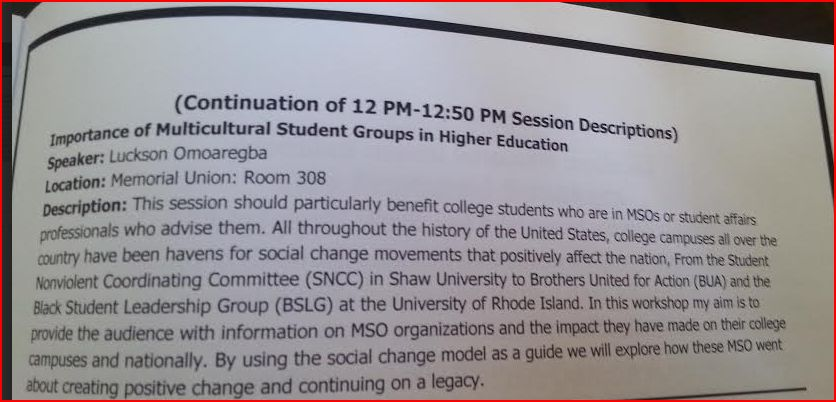 (Continuation of 12 PM-12:50 PM Session Descriptions)
Importance of Multicultural Student Groups in Higher Education
Speaker: Luckson Omoaregba
Location: Memorial Union: Room 308
Description: This session should particularly benefit college students who are in MSOs or student affairs
professionals who advise them. All throughout the history of the United States, college campuses all over the
country have been havens for social change movements that positively affect the nation, From the Student
Nonviolent Coordinating Committee (SNCC) in Shaw University to Brothers United for Action (BUA) and the
Black Student Leadership Group (BSLG) at the University of Rhode Island. In this workshop my aim is to
provide the audience with information on MSO organizations and the impact they have made on their college
campuses and nationally. By using the social change model as a guide we will explore how these MSO went
about creating positive change and continuing on a legacy.